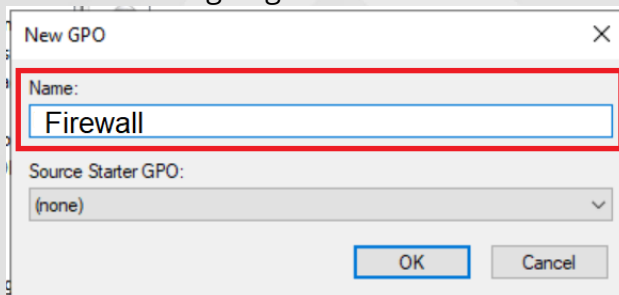 New GPO
Name:
Firewall
Source Starter GPO:
(none)
OK Cancel